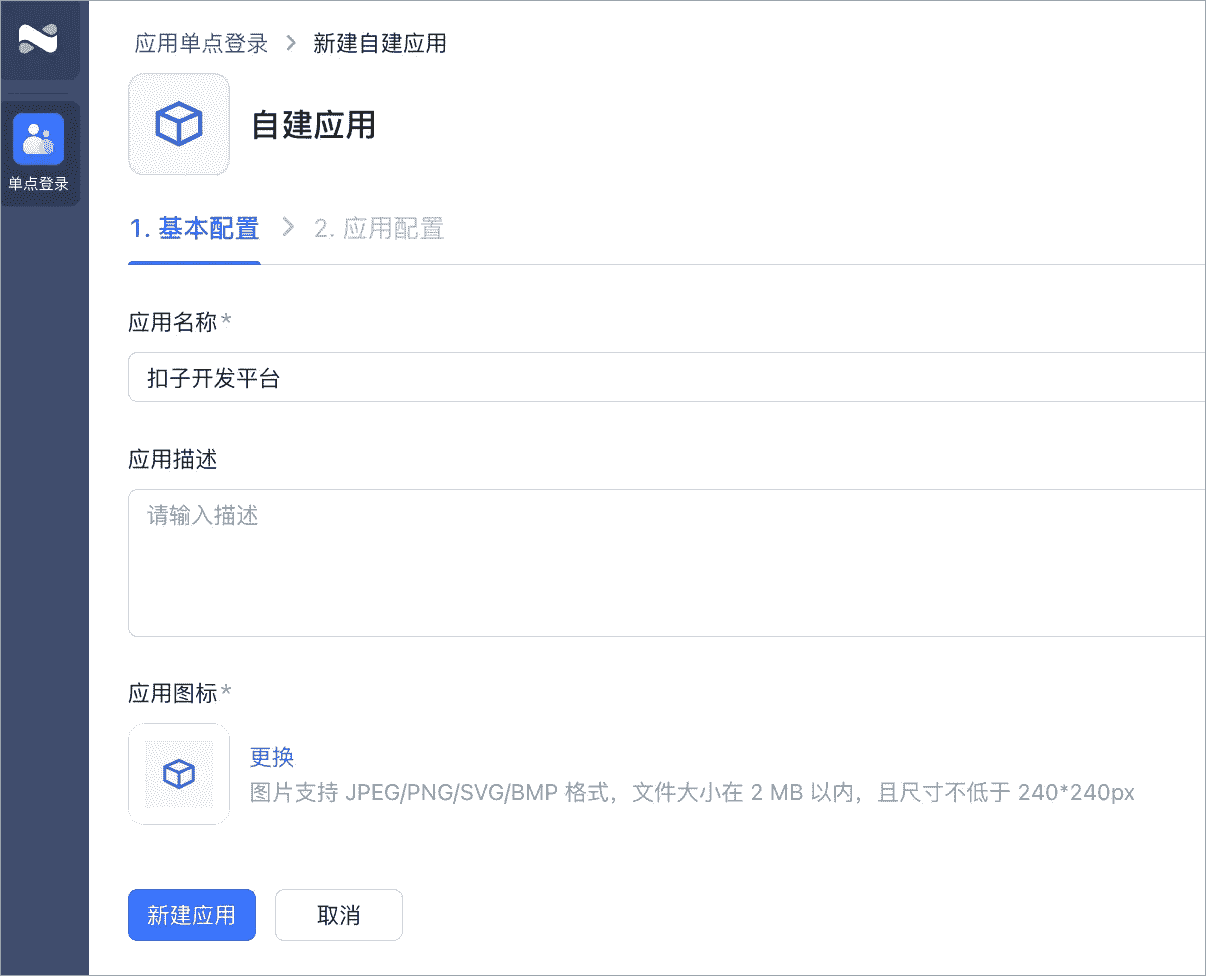 应用单点登录 > 新建自建应用
自建应用
单点登录
1. 基本配置 > 2. 应用配置
应用名称*
扣子开发平台
应用描述
请输入描述
应用图标*
更换
图片支持 JPEG/PNG/SVG/BMP 格式，文件大小在 2 MB 以内，且尺寸不低于 240*240px
新建应用 取消